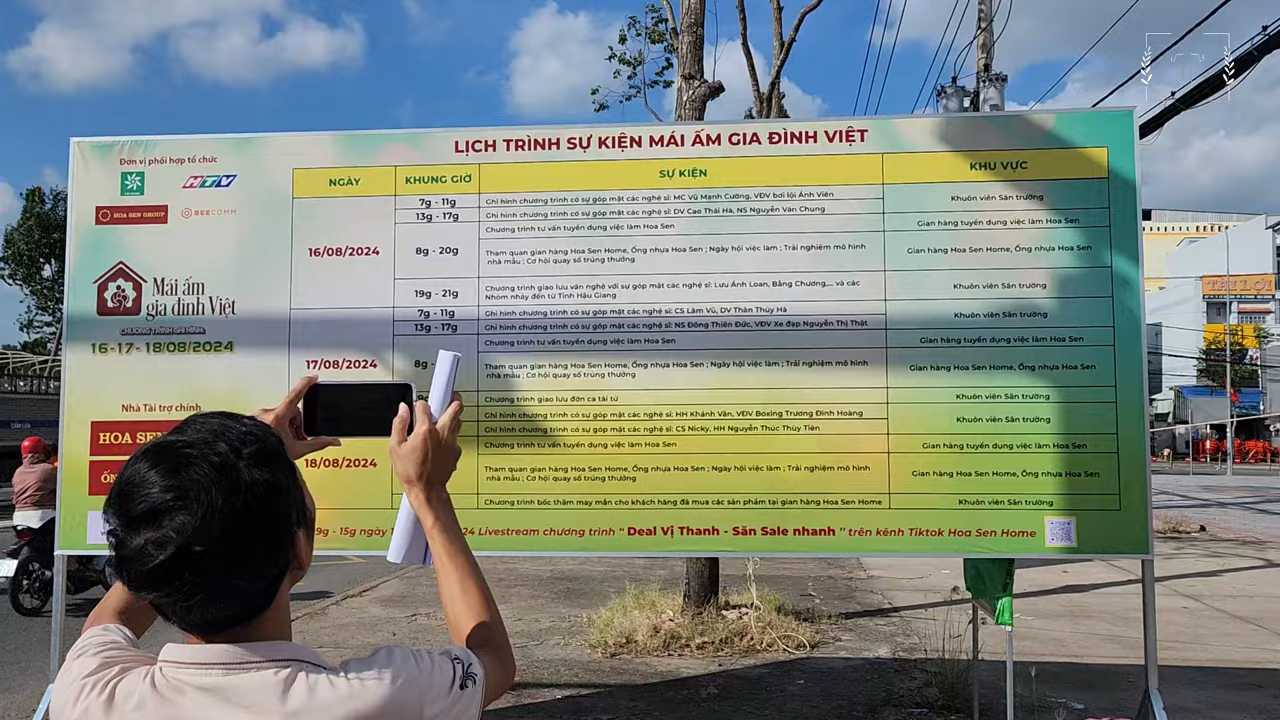 LỊCH TRÌNH SỰ KIỆN MÁI ẤM GIA ĐÌNH VIỆT
Đơn vị phối hợp tổ chức
HTV
HOA SEN GROUP
BEECOMM
Mái ấm
gia đình Việt
CHƯƠNG TRÌNH GHI HÌNH:
16-17-18/08/2024
Nhà Tài trợ chính
HOA SEN
ỐN
NGÀY KHUNG GIỜ SỰ KIỆN KHU VỰC
16/08/2024
7g - 11g Ghi hình chương trình có sự góp mặt các nghệ sĩ: MC Vũ Mạnh Cường, VĐV bơi lội Ánh Viên Khuôn viên Sân trường
13g - 17g Ghi hình chương trình có sự góp mặt các nghệ sĩ: DV Cao Thái Hà, NS Nguyễn Văn Chung
Chương trình tư vấn tuyển dụng việc làm Hoa Sen Gian hàng tuyển dụng việc làm Hoa Sen
8g - 20g Tham quan gian hàng Hoa Sen Home, Ống nhựa Hoa Sen ; Ngày hội việc làm ; Trải nghiệm mô hình Gian hàng Hoa Sen Home, Ống nhựa Hoa Sen
nhà mẫu ; Cơ hội quay số trúng thưởng
19g - 21g Chương trình giao lưu văn nghệ với sự góp mặt các nghệ sĩ: Lưu Ánh Loan, Bằng Chương,... và các Khuôn viên Sân trường
Nhóm nhảy đến từ Tỉnh Hậu Giang
17/08/2024
7g - 11g Ghi hình chương trình có sự góp mặt các nghệ sĩ: CS Lâm Vũ, DV Thân Thúy Hà Khuôn viên Sân trường
13g - 17g Ghi hình chương trình có sự góp mặt các nghệ sĩ: NS Đông Thiên Đức, VĐV Xe đạp Nguyễn Thị Thật
Chương trình tư vấn tuyển dụng việc làm Hoa Sen Gian hàng tuyển dụng việc làm Hoa Sen
8g - Tham quan gian hàng Hoa Sen Home, Ống nhựa Hoa Sen ; Ngày hội việc làm ; Trải nghiệm mô hình Gian hàng Hoa Sen Home, Ống nhựa Hoa Sen
nhà mẫu ; Cơ hội quay số trúng thưởng
Chương trình giao lưu đờn ca tài tử Khuôn viên Sân trường
18/08/2024
Ghi hình chương trình có sự góp mặt các nghệ sĩ: HH Khánh Vân, VĐV Boxing Trương Đình Hoàng Khuôn viên Sân trường
Ghi hình chương trình có sự góp mặt các nghệ sĩ: CS Nicky, HH Nguyễn Thúc Thùy Tiên
Chương trình tư vấn tuyển dụng việc làm Hoa Sen Gian hàng tuyển dụng việc làm Hoa Sen
Tham quan gian hàng Hoa Sen Home, Ống nhựa Hoa Sen ; Ngày hội việc làm ; Trải nghiệm mô hình Gian hàng Hoa Sen Home, Ống nhựa Hoa Sen
nhà mẫu ; Cơ hội quay số trúng thưởng
Chương trình bốc thăm may mắn cho khách hàng đã mua các sản phẩm tại gian hàng Hoa Sen Home Khuôn viên Sân trường
9g - 15g ngày 24 Livestream chương trình “ Deal Vị Thanh - Săn Sale nhanh ” trên kênh Tiktok Hoa Sen Home
TÀI LỢI